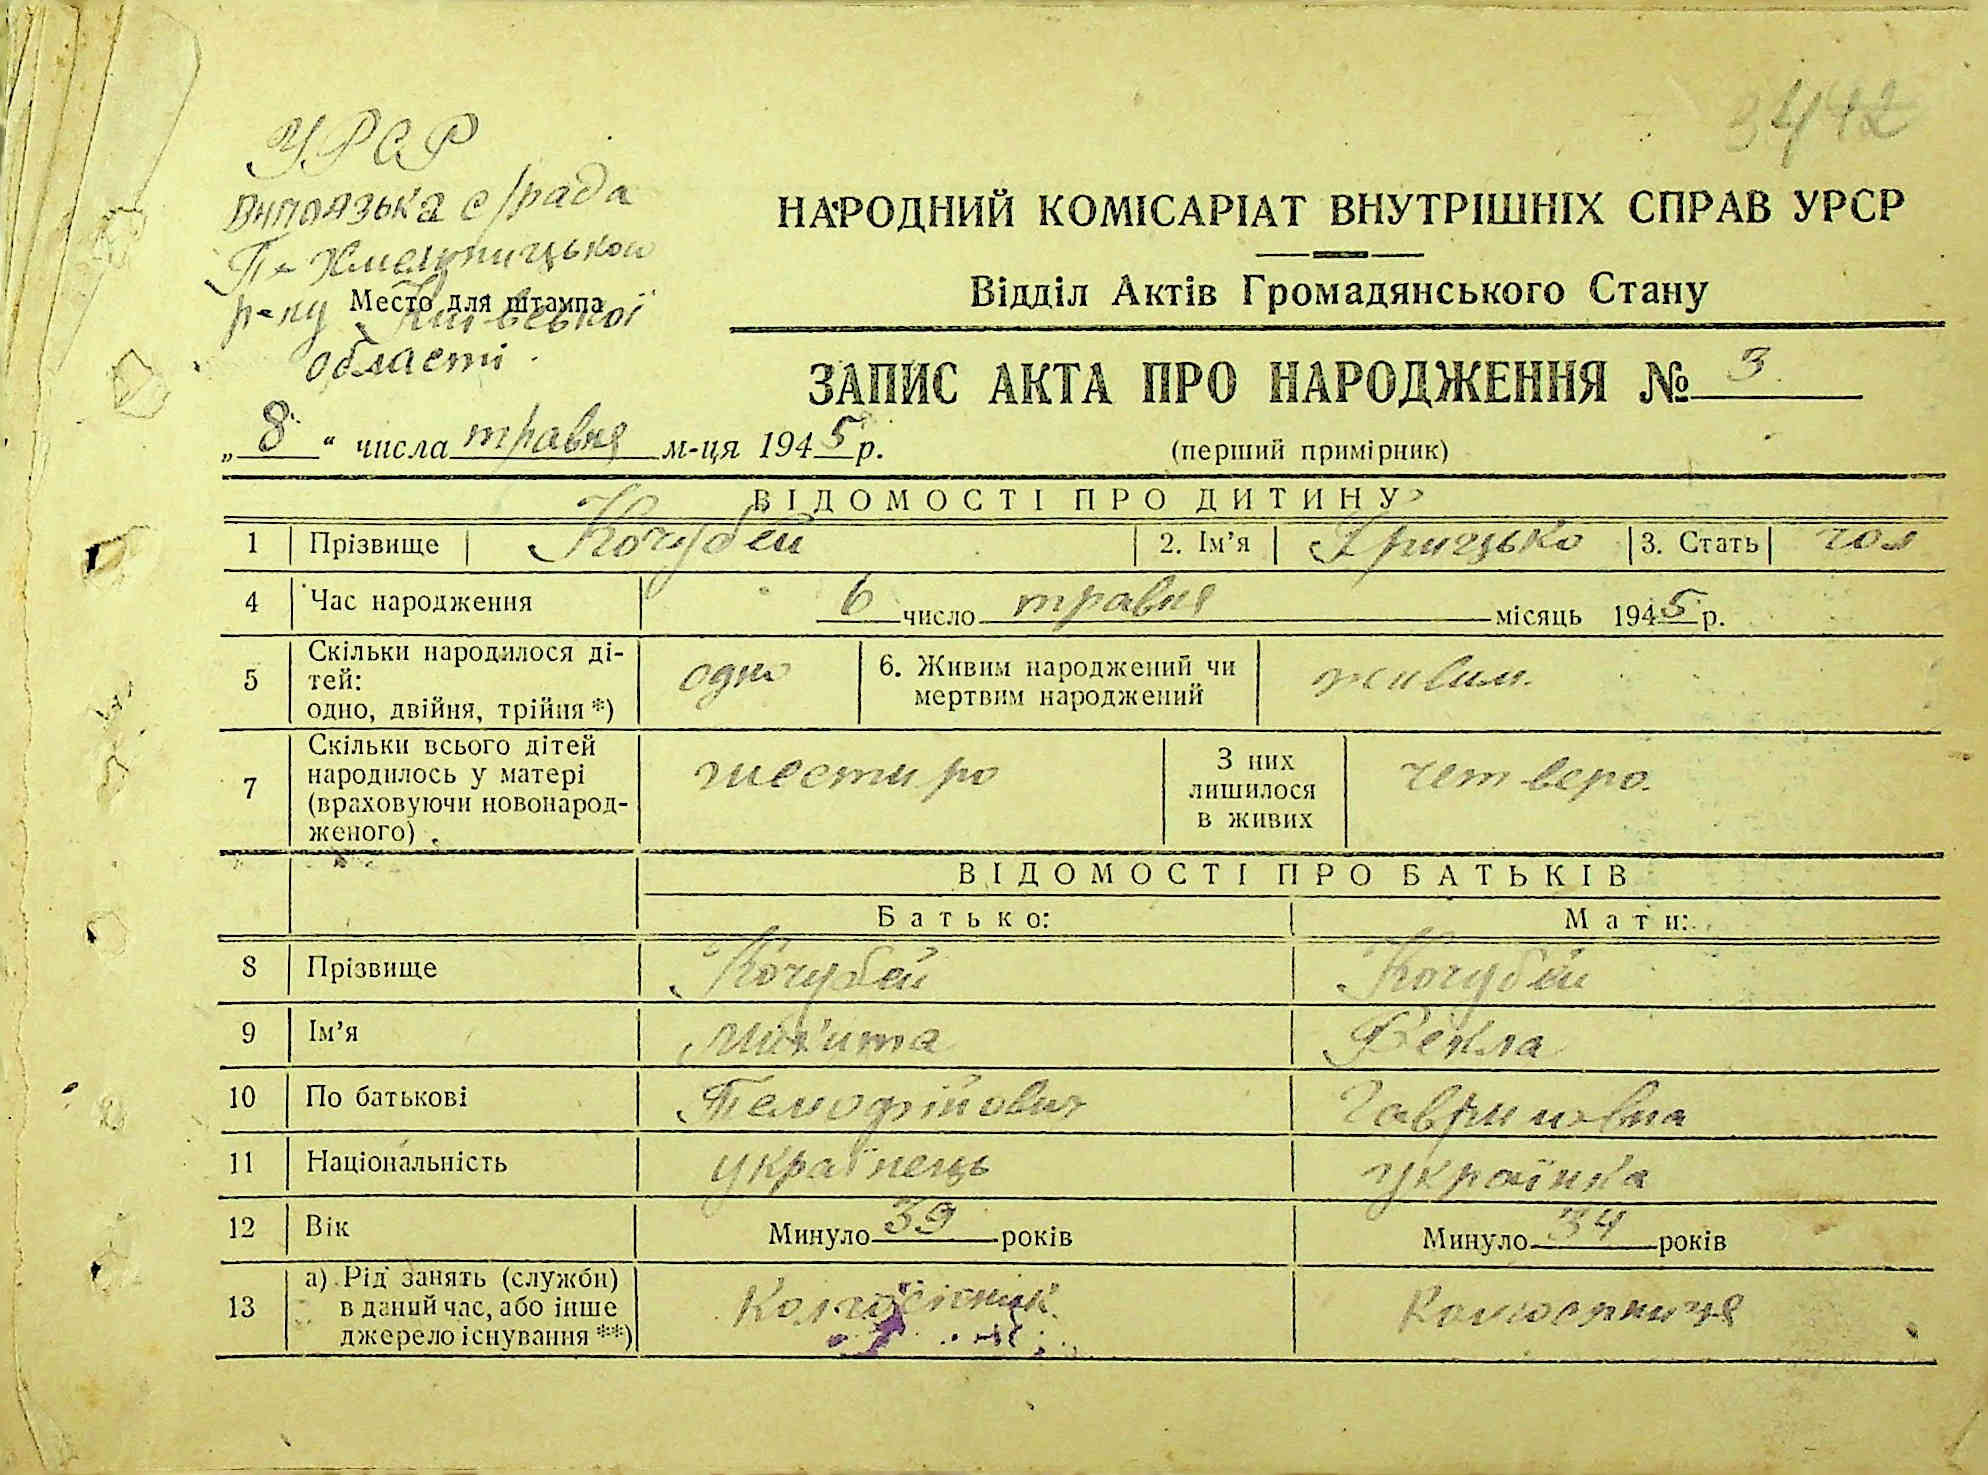 3442
УРСР
Випоязька с/рада
П-Хмельницького
р-ну Київської
Место для штампа
області
НАРОДНИЙ КОМІСАРІАТ ВНУТРІШНІХ СПРАВ УРСР
Відділ Актів Громадянського Стану
ЗАПИС АКТА ПРО НАРОДЖЕННЯ № 3
„ 8 “ числа травня м-ця 1945 р.
(перший примірник)
ВІДОМОСТІ ПРО ДИТИНУ
1 Прізвище Кочубей 2. Ім’я Грицько 3. Стать чол
4 Час народження 6 число травня місяць 1945 р.
5 Скільки народилося ді-
тей:
одно, двійня, трійня *) одно 6. Живим народжений чи
мертвим народжений живим.
7 Скільки всього дітей
народилось у матері
(враховуючи новонарод-
женого) шестиро З них
лишилося
в живих четверо.
ВІДОМОСТІ ПРО БАТЬКІВ
Батько: Мати:
8 Прізвище Кочубей Кочубей
9 Ім’я Микита Векла
10 По батькові Тимофійович Гавриловна
11 Національність українець українка
12 Вік Минуло 39 років Минуло 34 років
13 а) Рід занять (служби)
в даний час, або інше
джерело існування **) Колгоспник Колгоспниця